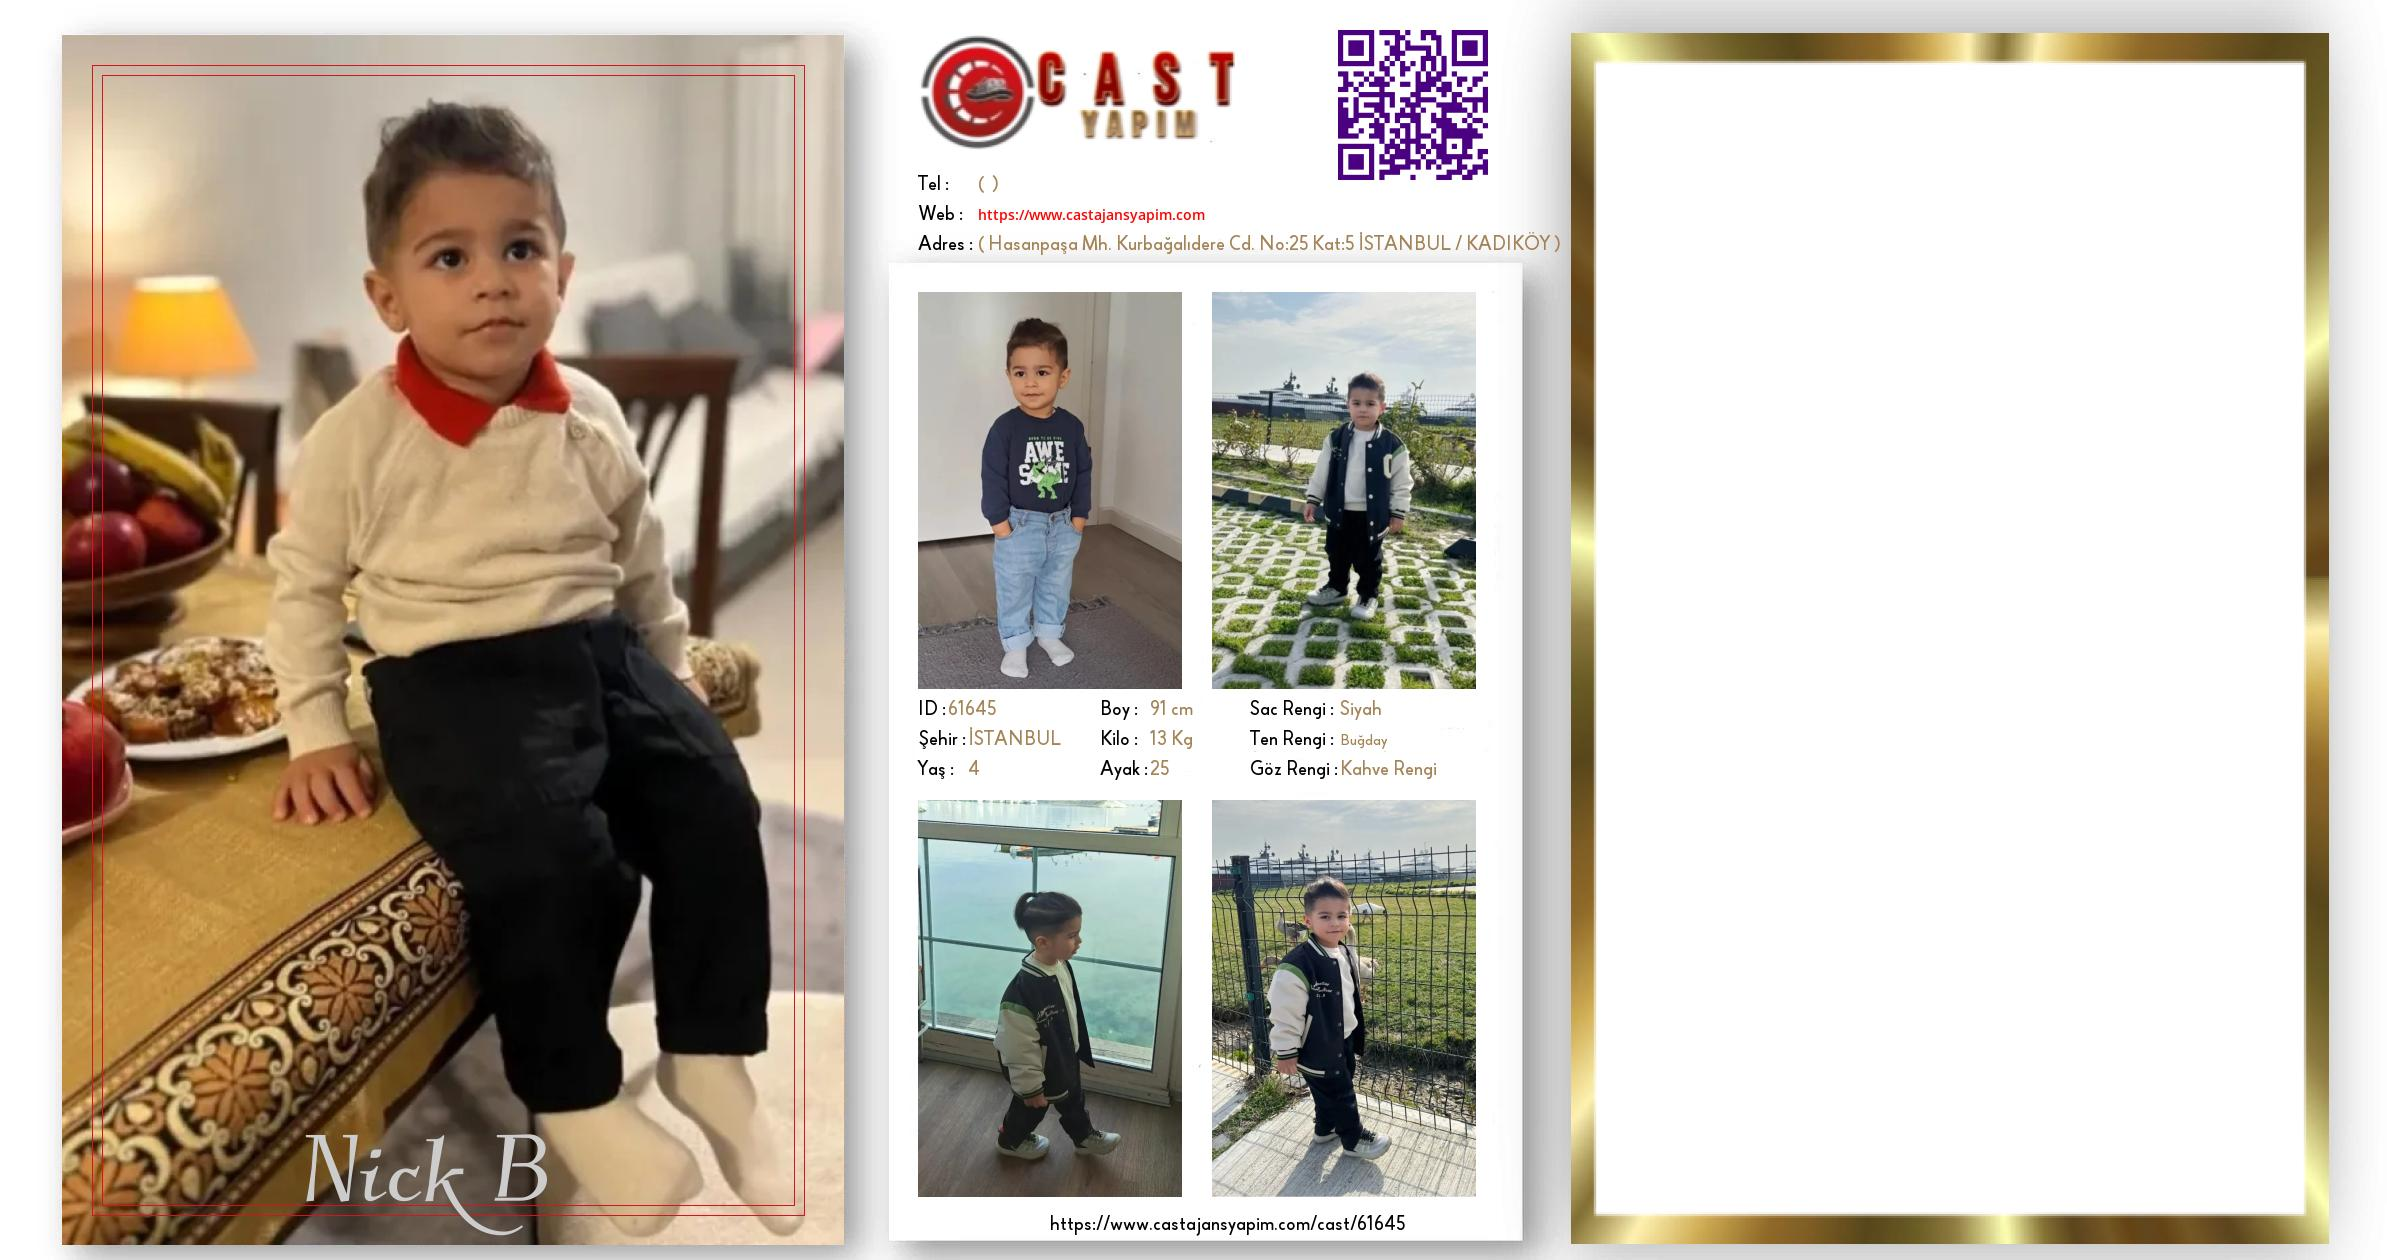 Nick B
CAST
YAPIM
Tel : ( )
Web : https://www.castajansyapim.com
Adres : ( Hasanpaşa Mh. Kurbağalıdere Cd. No:25 Kat:5 İSTANBUL / KADIKÖY )
AWE
SOME
ID : 61645 Boy : 91 cm Sac Rengi : Siyah
Şehir : İSTANBUL Kilo : 13 Kg Ten Rengi : Buğday
Yaş : 4 Ayak : 25 Göz Rengi : Kahve Rengi
https://www.castajansyapim.com/cast/61645